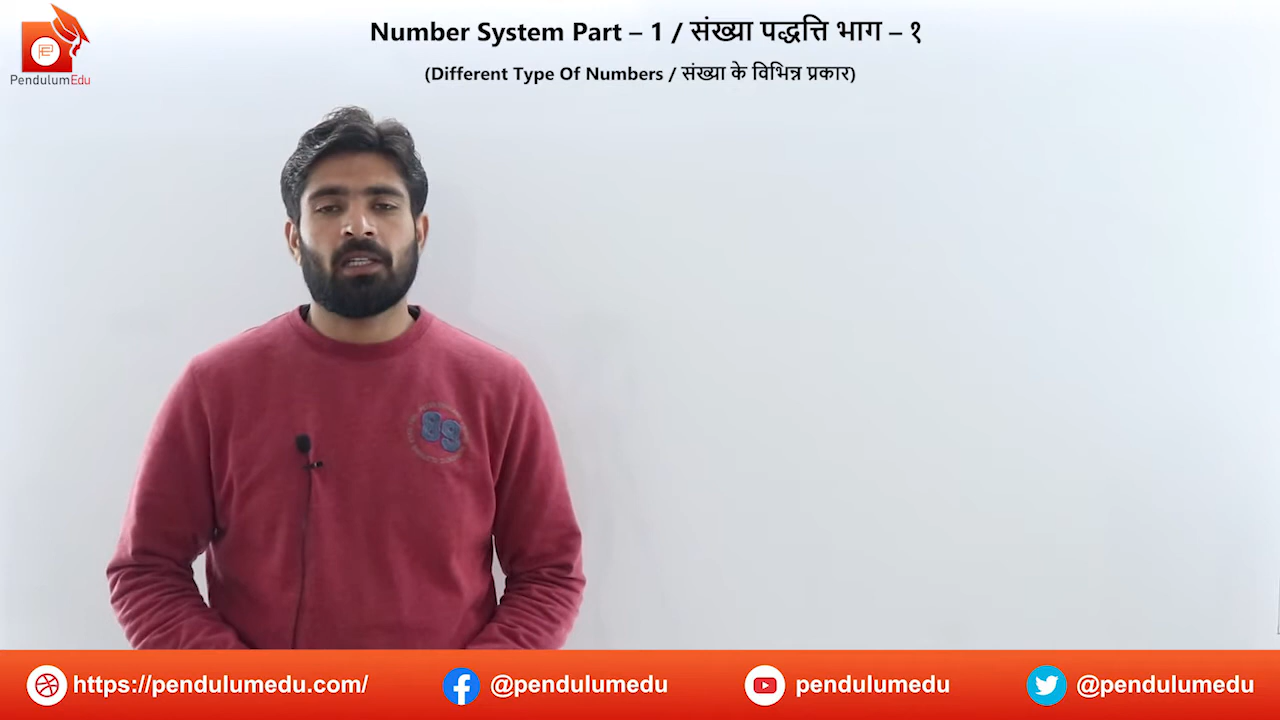 Number System Part – 1 / संख्या पद्धत्ति भाग – १
(Different Type Of Numbers / संख्या के विभिन्न प्रकार)
PendulumEdu
89
https://pendulumedu.com/
@pendulumedu
pendulumedu
@pendulumedu